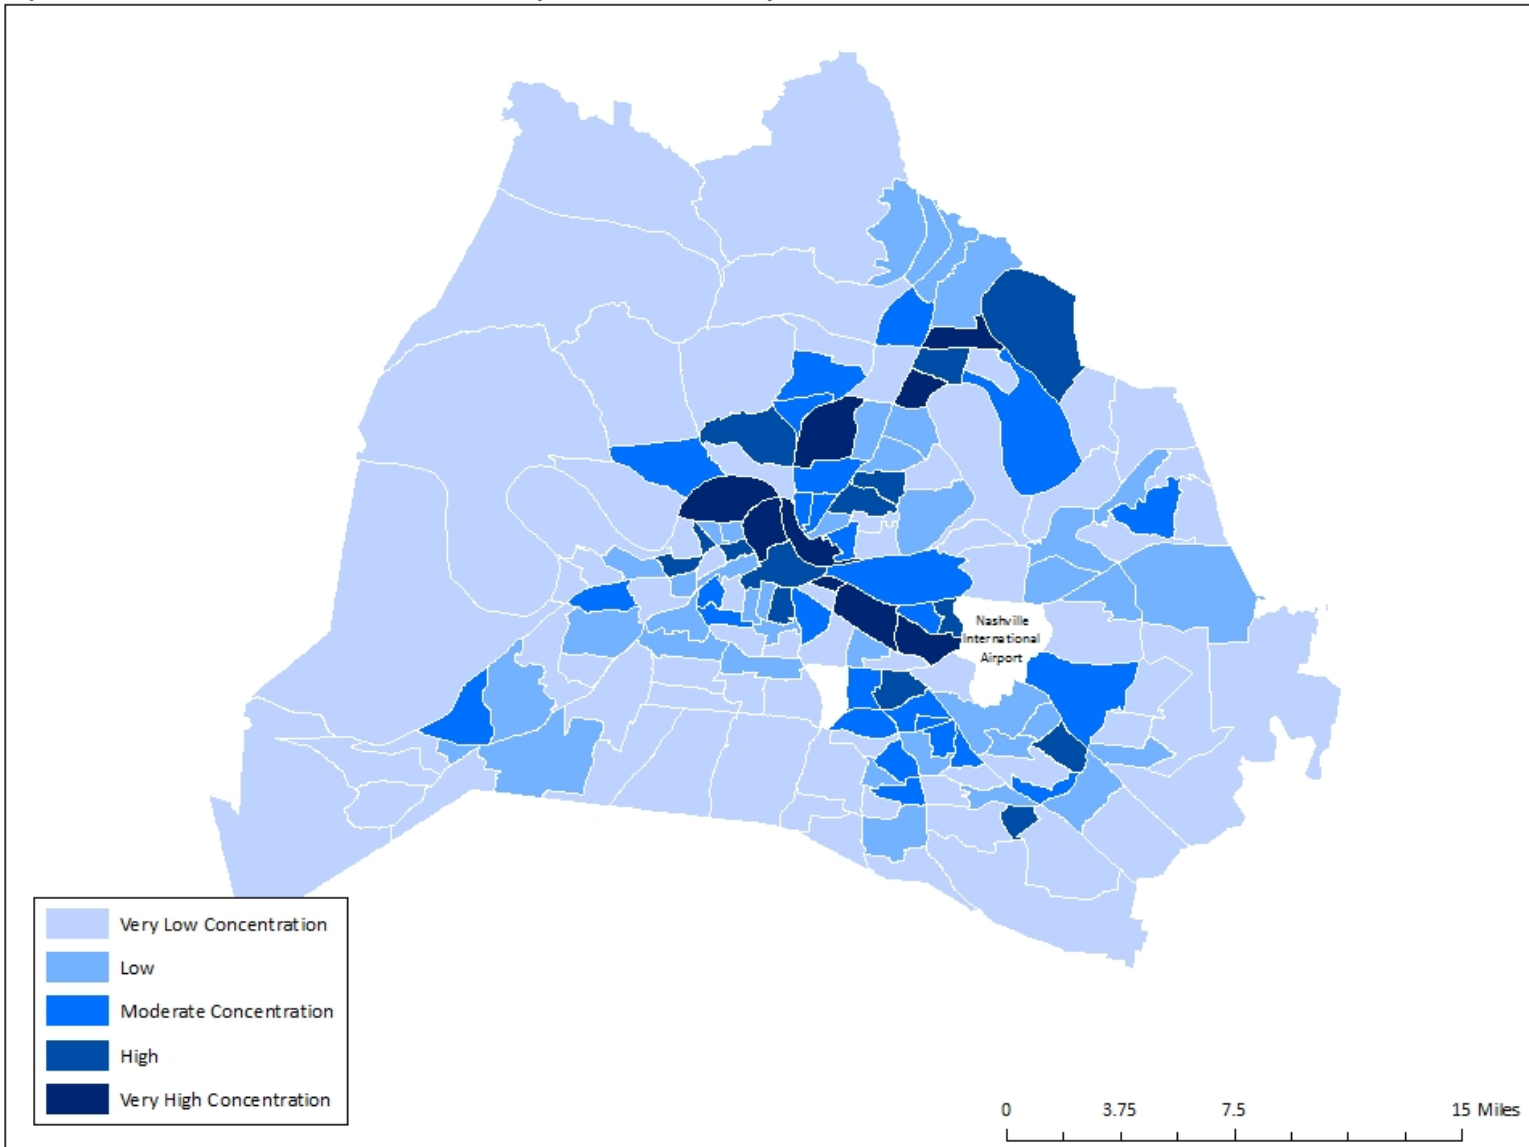 Nashville
International
Airport
Very Low Concentration
Low
Moderate Concentration
High
Very High Concentration
0 3.75 7.5 15 Miles